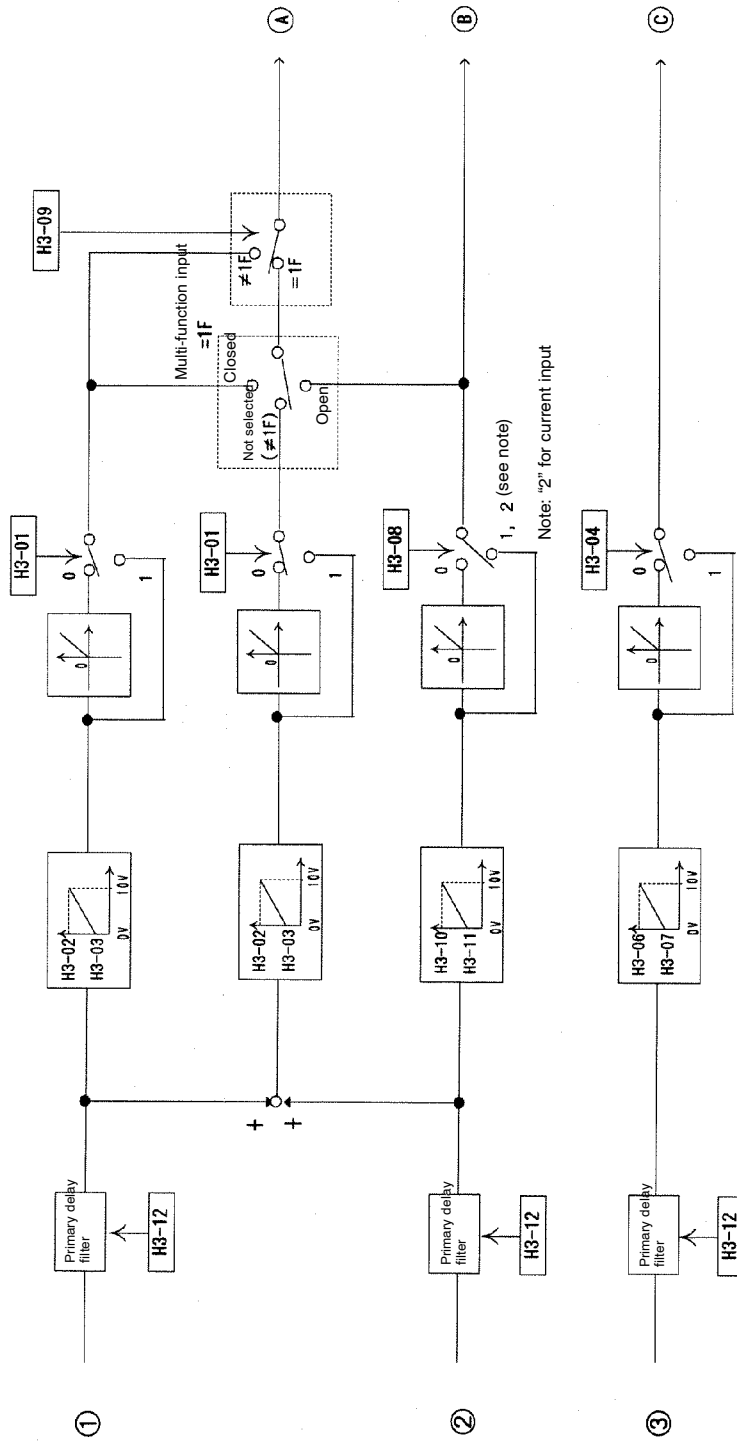 ①
Primary delay
filter
H3-12
H3-02
H3-03
0V
10V
0
H3-01
0
1
H3-09
Multi-function input
=1F
≠1F
=1F
Closed
Not selected
(≠1F)
Open
Ⓐ
+
+
H3-02
H3-03
0V
10V
0
H3-01
0
1
②
Primary delay
filter
H3-12
H3-10
H3-11
0V
10V
0
H3-08
0
1, 2 (see note)
Note: "2" for current input
Ⓑ
③
Primary delay
filter
H3-12
H3-06
H3-07
0V
10V
0
H3-04
0
1
Ⓒ